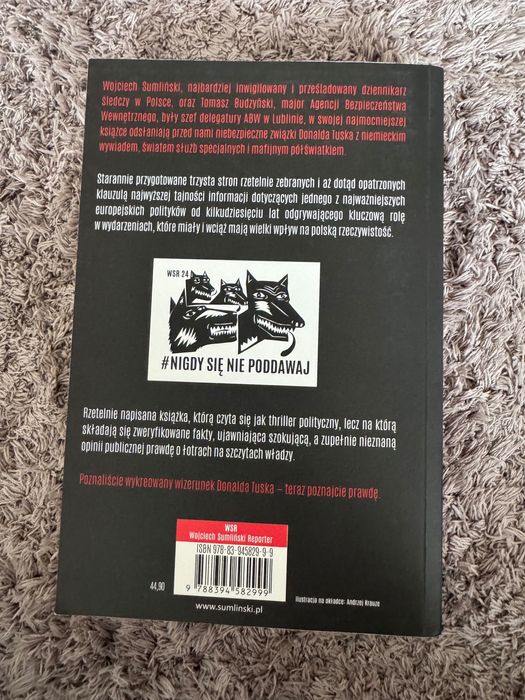 Wojciech Sumliński, najbardziej inwigilowany i prześladowany dziennikarz
śledczy w Polsce, oraz Tomasz Budzyński, major Agencji Bezpieczeństwa
Wewnętrznego, były szef delegatury ABW w Lublinie, w swojej najmocniejszej
książce odsłaniają przed nami niebezpieczne związki Donalda Tuska z niemieckim
wywiadem, światem służb specjalnych i mafijnym półświatkiem.
Starannie przygotowane trzysta stron rzetelnie zebranych i aż dotąd opatrzonych
klauzulą najwyższej tajności informacji dotyczących jednego z najważniejszych
europejskich polityków od kilkudziesięciu lat odgrywającego kluczową rolę
w wydarzeniach, które miały i wciąż mają wielki wpływ na polską rzeczywistość.
WSR 24
#NIGDY SIĘ NIE PODDAWAJ
Rzetelnie napisana książka, którą czyta się jak thriller polityczny, lecz na którą
składają się zweryfikowane fakty, ujawniająca szokującą, a zupełnie nieznaną
opinii publicznej prawdę o łotrach na szczytach władzy.
Poznaliście wykreowany wizerunek Donalda Tuska – teraz poznajcie prawdę.
WSR
Wojciech Sumliński Reporter
ISBN 978-83-945829-9-9
44,90
9 788394 582999
Ilustracja na okładce: Andrzej Krauze
www.sumlinski.pl